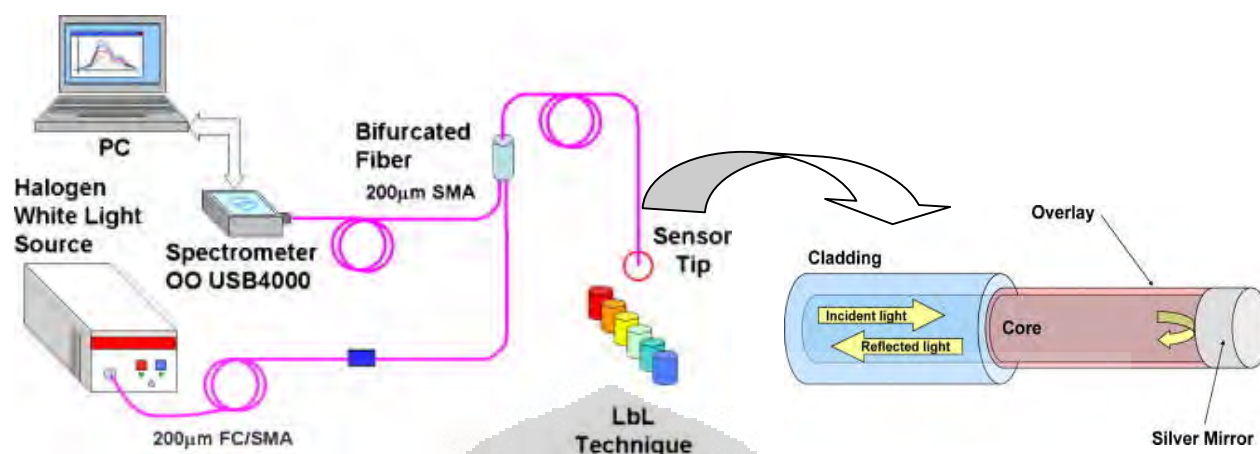 PC
Halogen
White Light
Source
Spectrometer
OO USB4000
Bifurcated
Fiber
200μm SMA
200μm FC/SMA
Sensor
Tip
LbL
Technique
Cladding
Incident light
Reflected light
Core
Overlay
Silver Mirror